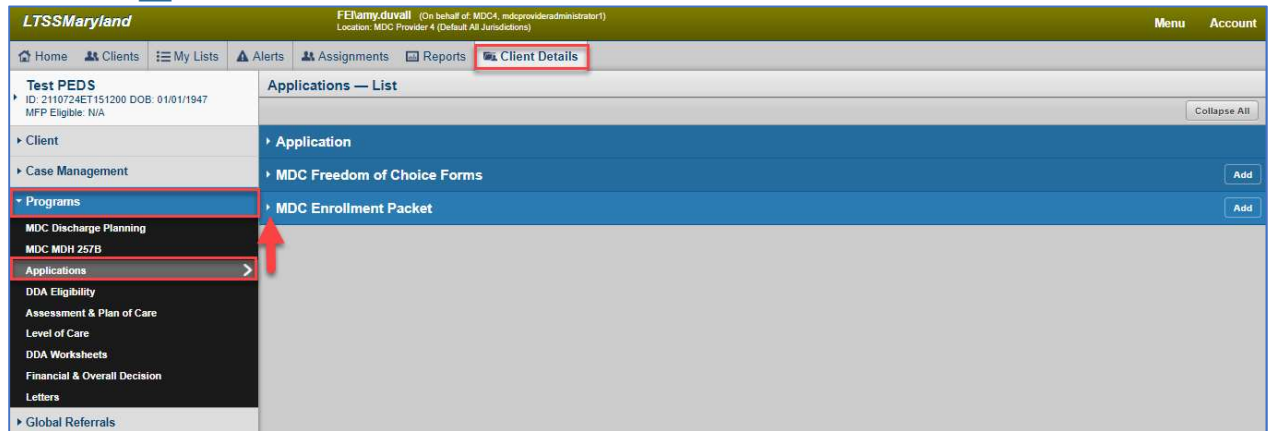 LTSSMaryland
FEI\amy.duvall (On behalf of: MDC4, mdcprovideradministrator1)
Location: MDC Provider 4 (Default All Jurisdictions)
Menu Account
Home Clients My Lists Alerts Assignments Reports Client Details
Test PEDS
ID: 2110724ET151200 DOB: 01/01/1947
MFP Eligible: N/A
Applications — List
Collapse All
Client
Case Management
Programs
MDC Discharge Planning
MDC MDH 257B
Applications
DDA Eligibility
Assessment & Plan of Care
Level of Care
DDA Worksheets
Financial & Overall Decision
Letters
Global Referrals
Application
MDC Freedom of Choice Forms Add
MDC Enrollment Packet Add